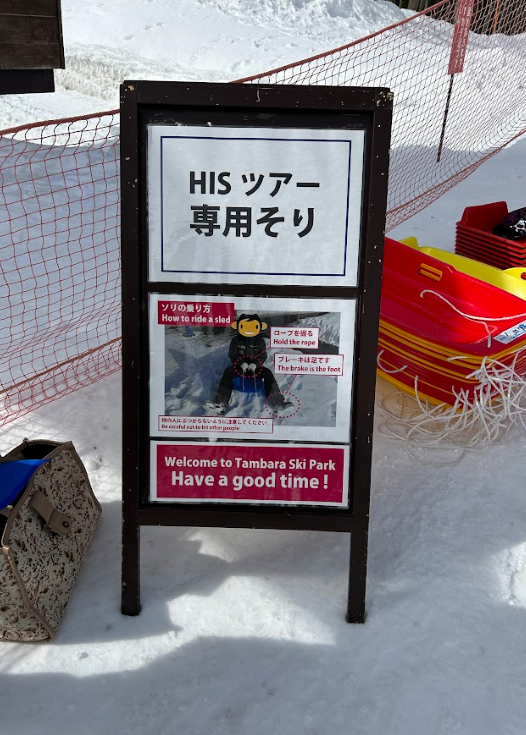 HIS ツアー
専用そり
ソリの乗り方
How to ride a sled
ロープを握る
Hold the rope
ブレーキは足です
The brake is the foot
他の人にぶつからないように注意してください。
Be careful not to hit other people.
Welcome to Tambara Ski Park
Have a good time!